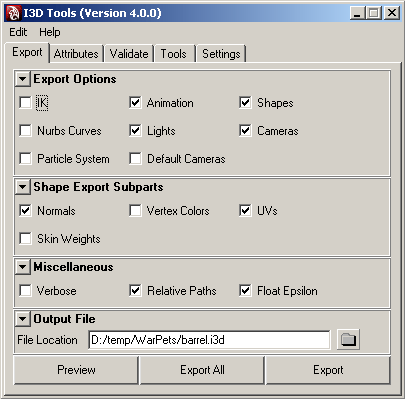 I3D Tools (Version 4.0.0)
Edit Help
Export Attributes Validate Tools Settings
Export Options
IK Animation Shapes
Nurbs Curves Lights Cameras
Particle System Default Cameras
Shape Export Subparts
Normals Vertex Colors UVs
Skin Weights
Miscellaneous
Verbose Relative Paths Float Epsilon
Output File
File Location D:/temp/WarPets/barrel.i3d
Preview Export All Export